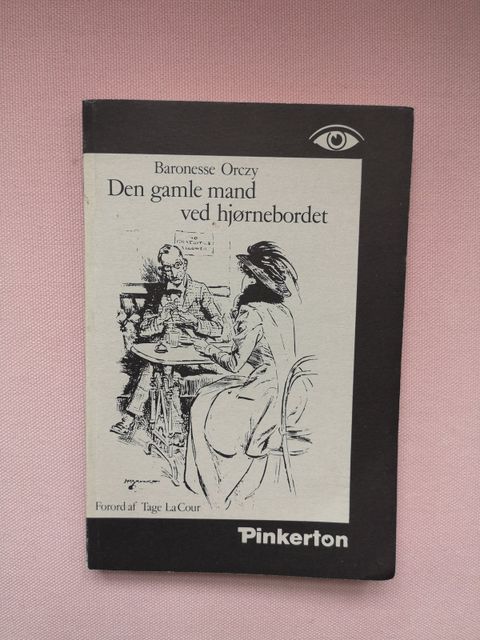 Baronesse Orczy
Den gamle mand
ved hjørnebordet
Forord af Tage La Cour
Pinkerton